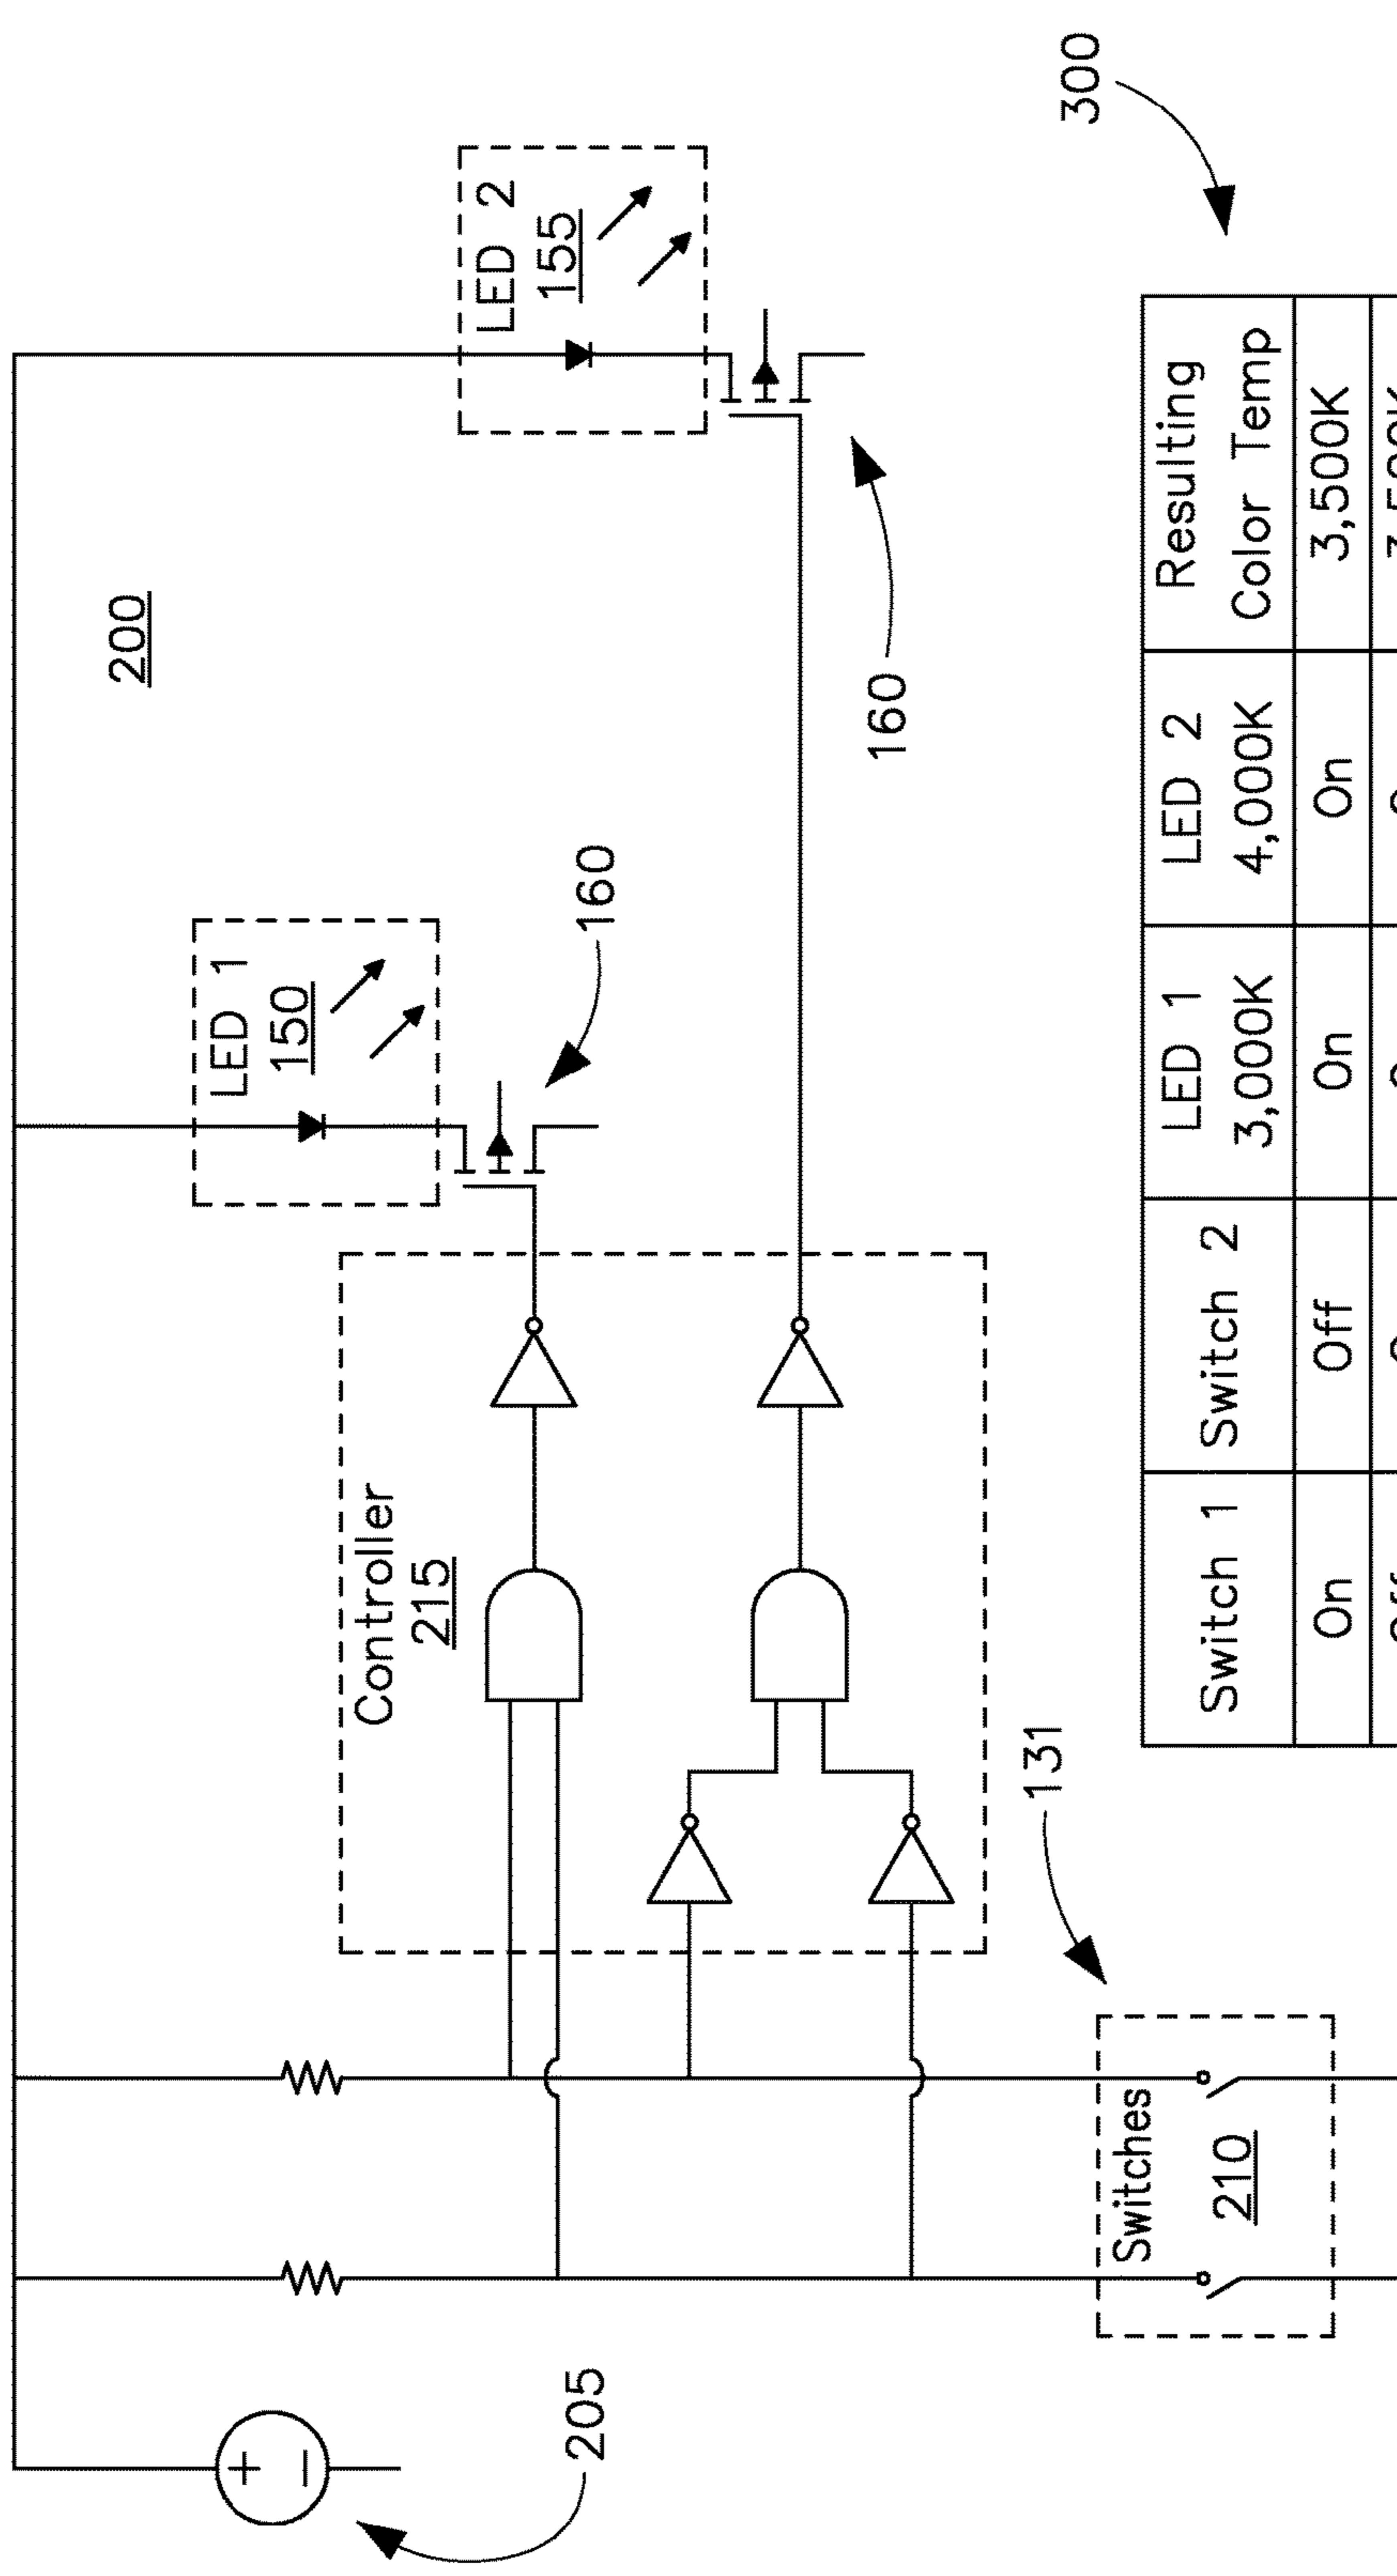 200
LED 1
150
160
LED 2
155
160
Controller
215
205
Switches
210
131
300
Switch 1
Switch 2
LED 1
3,000K
LED 2
4,000K
Resulting
Color Temp
On
Off
On
On
3,500K